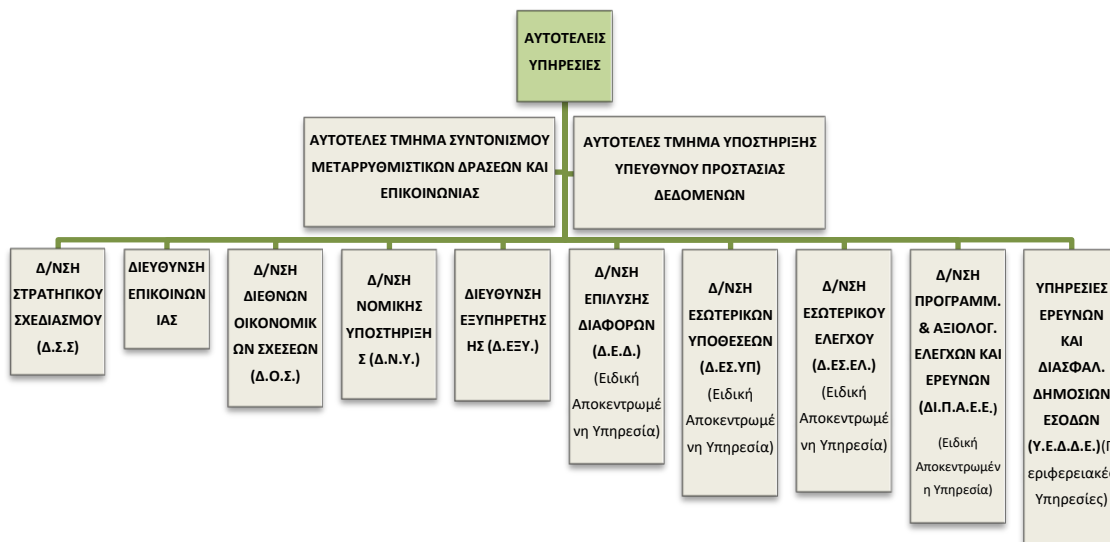 ΑΥΤΟΤΕΛΕΙΣ
ΥΠΗΡΕΣΙΕΣ
ΑΥΤΟΤΕΛΕΣ ΤΜΗΜΑ ΣΥΝΤΟΝΙΣΜΟΥ
ΜΕΤΑΡΡΥΘΜΙΣΤΙΚΩΝ ΔΡΑΣΕΩΝ ΚΑΙ
ΕΠΙΚΟΙΝΩΝΙΑΣ
ΑΥΤΟΤΕΛΕΣ ΤΜΗΜΑ ΥΠΟΣΤΗΡΙΞΗΣ
ΥΠΕΥΘΥΝΟΥ ΠΡΟΣΤΑΣΙΑΣ
ΔΕΔΟΜΕΝΩΝ
Δ/ΝΣΗ
ΣΤΡΑΤΗΓΙΚΟΥ
ΣΧΕΔΙΑΣΜΟΥ
(Δ.Σ.Σ)
ΔΙΕΥΘΥΝΣΗ
ΕΠΙΚΟΙΝΩΝ
ΙΑΣ
Δ/ΝΣΗ
ΔΙΕΘΝΩΝ
ΟΙΚΟΝΟΜΙΚ
ΩΝ ΣΧΕΣΕΩΝ
(Δ.Ο.Σ.)
Δ/ΝΣΗ
ΝΟΜΙΚΗΣ
ΥΠΟΣΤΗΡΙΞΗ
Σ (Δ.Ν.Υ.)
ΔΙΕΥΘΥΝΣΗ
ΕΞΥΠΗΡΕΤΗΣ
ΗΣ (Δ.ΕΞΥ.)
Δ/ΝΣΗ
ΕΠΙΛΥΣΗΣ
ΔΙΑΦΟΡΩΝ
(Δ.Ε.Δ.)
(Ειδική
Αποκεντρωμέ
νη Υπηρεσία)
Δ/ΝΣΗ
ΕΣΩΤΕΡΙΚΩΝ
ΥΠΟΘΕΣΕΩΝ
(Δ.ΕΣ.ΥΠ)
(Ειδική
Αποκεντρωμέ
νη Υπηρεσία)
Δ/ΝΣΗ
ΕΣΩΤΕΡΙΚΟΥ
ΕΛΕΓΧΟΥ
(Δ.ΕΣ.ΕΛ.)
(Ειδική
Αποκεντρωμέ
νη Υπηρεσία)
Δ/ΝΣΗ
ΠΡΟΓΡΑΜΜ.
& ΑΞΙΟΛΟΓ.
ΕΛΕΓΧΩΝ ΚΑΙ
ΕΡΕΥΝΩΝ
(ΔΙ.Π.Α.Ε.Ε.)
(Ειδική
Αποκεντρωμέν
η Υπηρεσία)
ΥΠΗΡΕΣΙΕΣ
ΕΡΕΥΝΩΝ
ΚΑΙ
ΔΙΑΣΦΑΛ.
ΔΗΜΟΣΙΩΝ
ΕΣΟΔΩΝ
(Υ.Ε.Δ.Δ.Ε.)(Π
εριφερειακές
Υπηρεσίες)